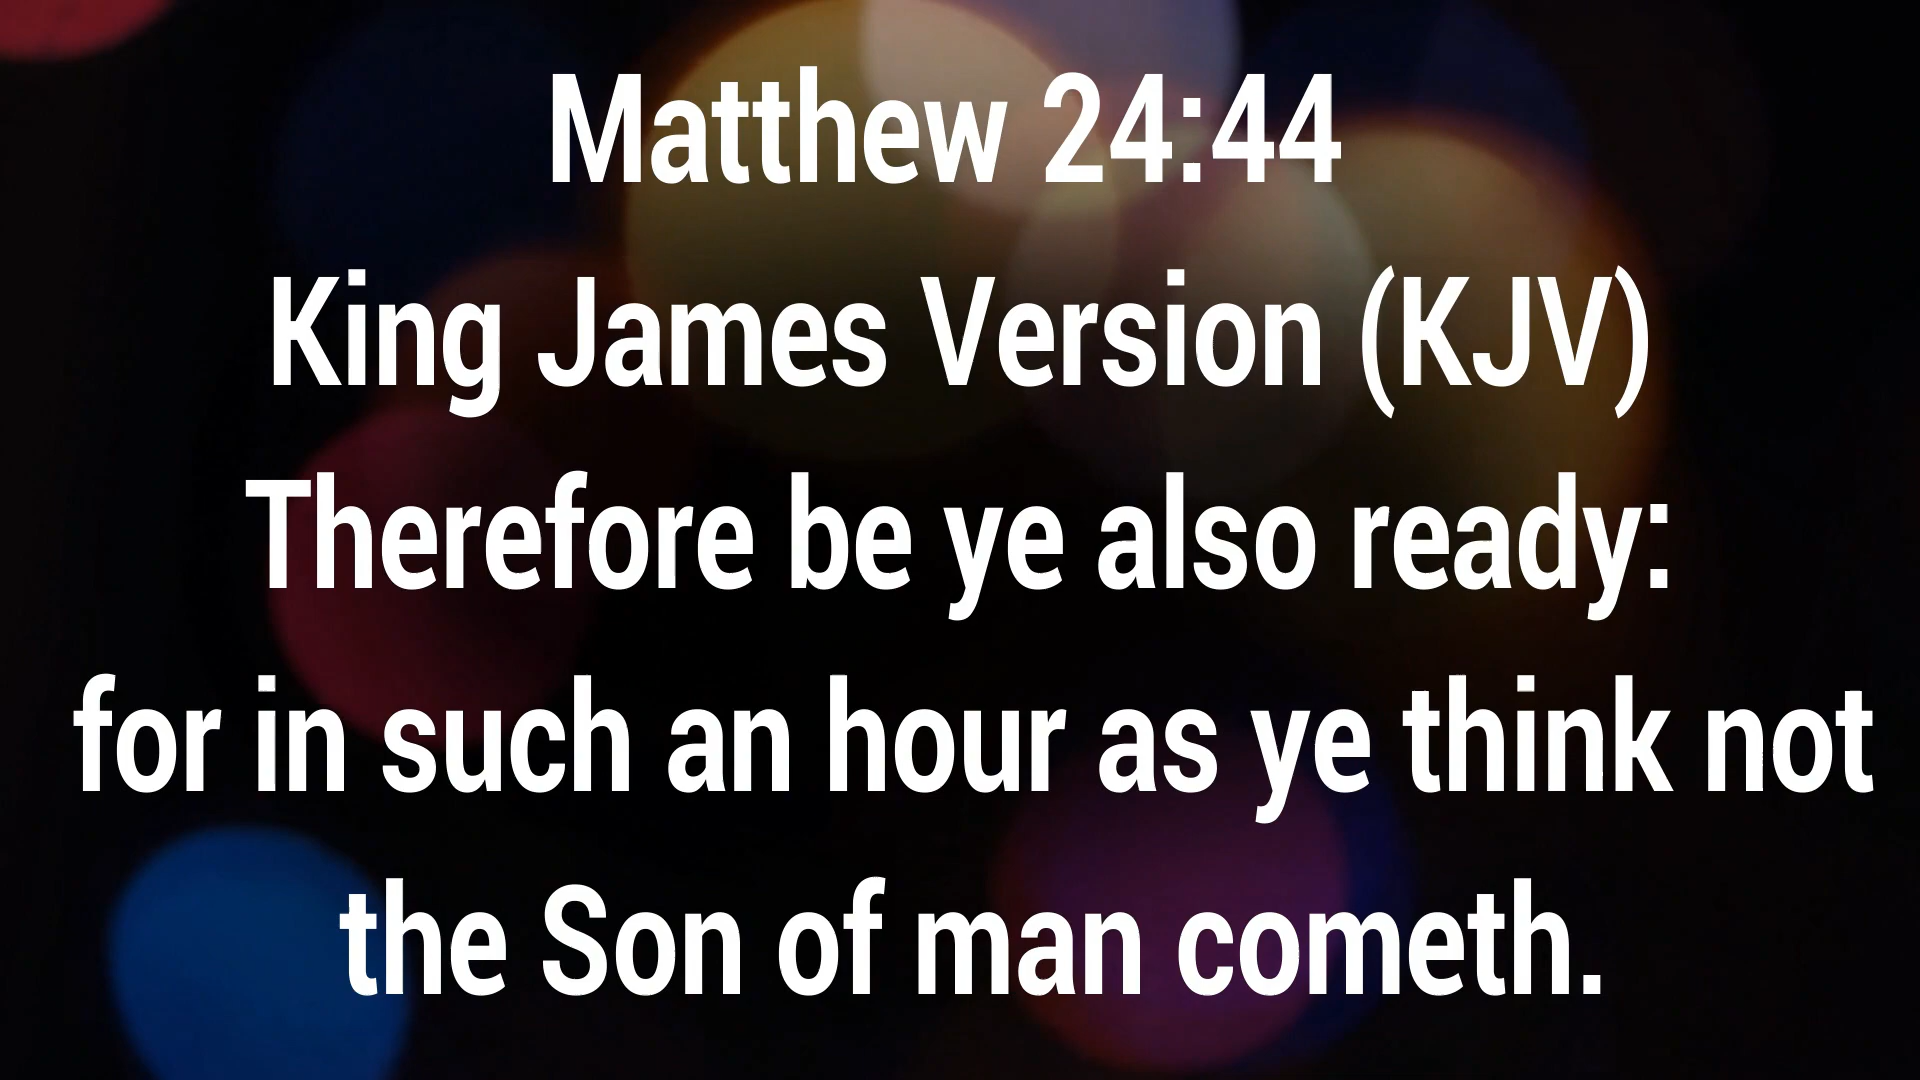 Matthew 24:44
King James Version (KJV)
Therefore be ye also ready:
for in such an hour as ye think not
the Son of man cometh.